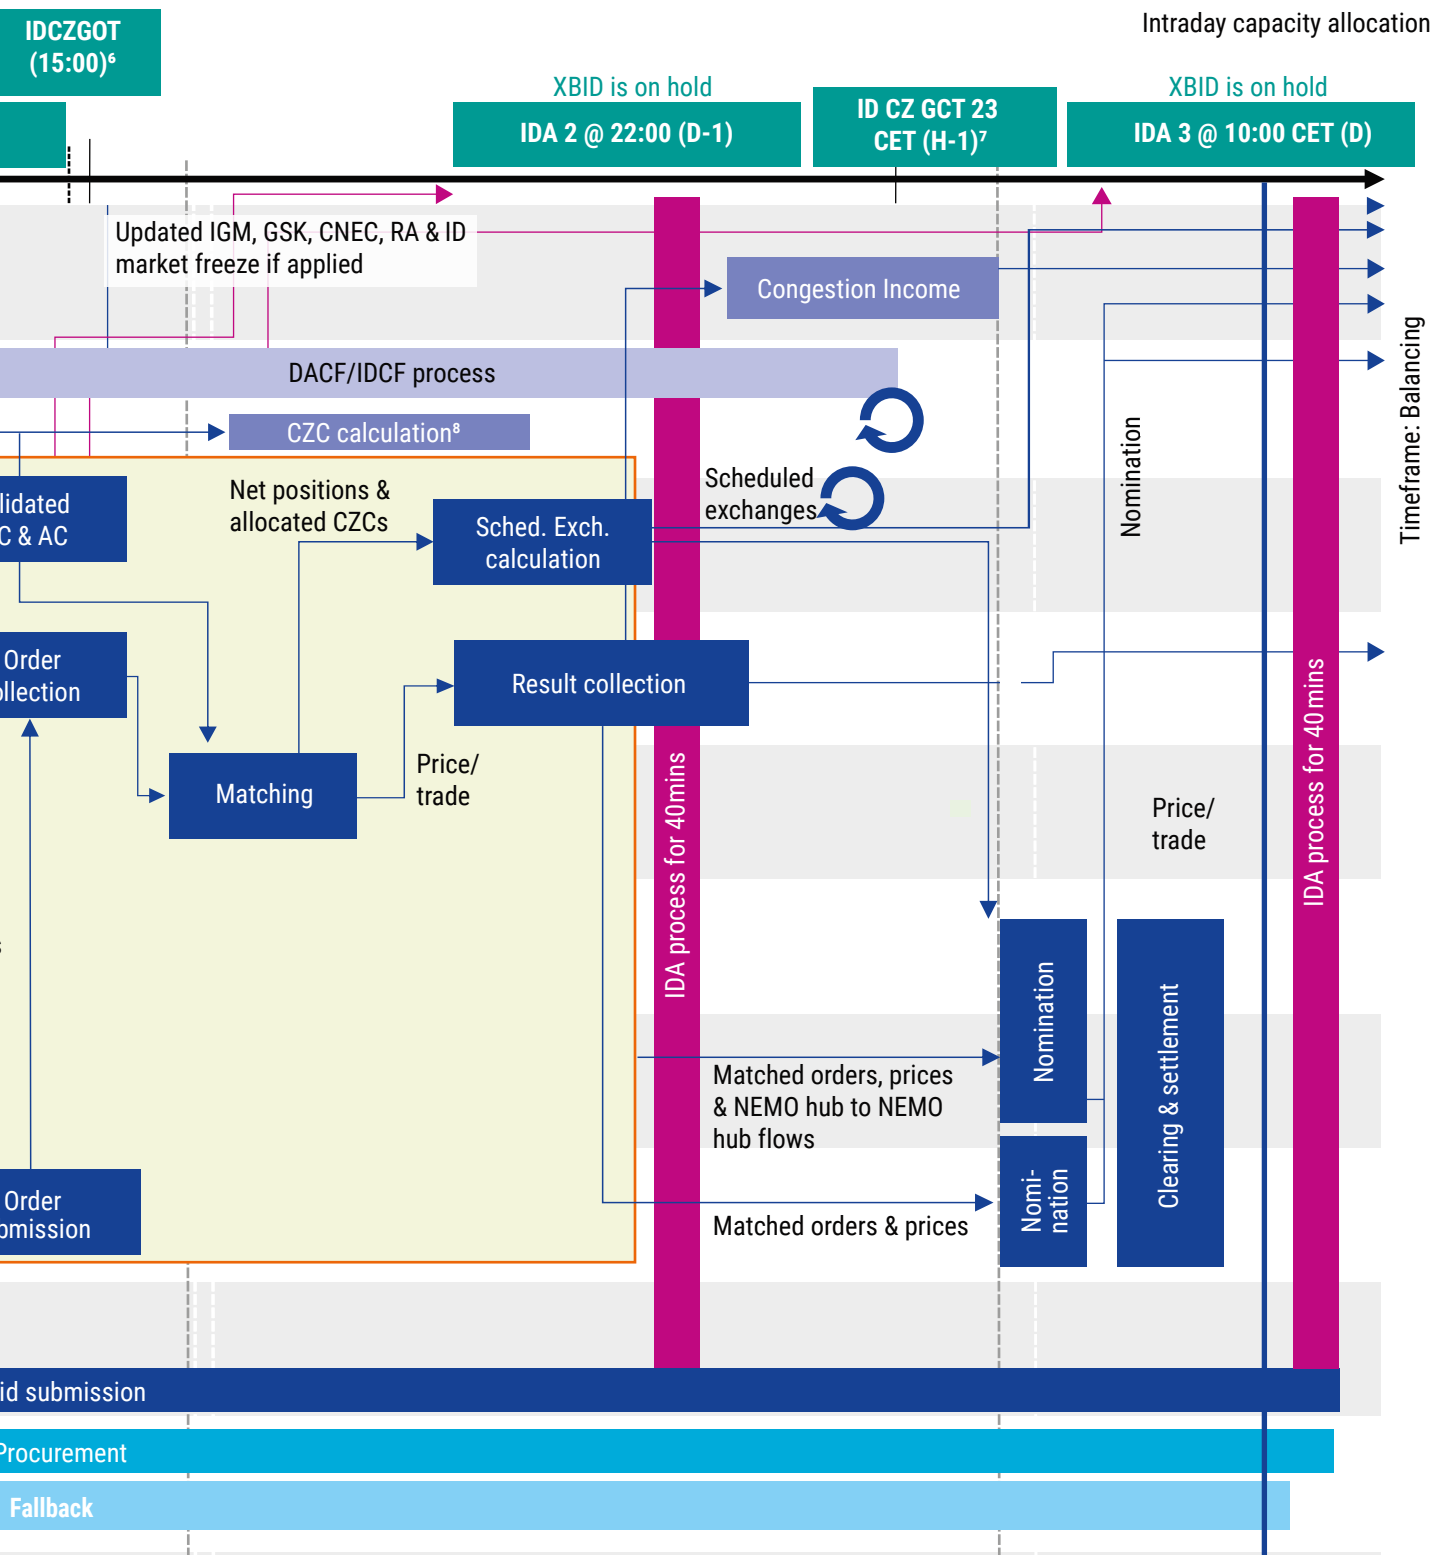 Intraday capacity allocation
IDCZGOT
(15:00)⁶
XBID is on hold
IDA 2 @ 22:00 (D-1)
ID CZ GCT 23
CET (H-1)⁷
XBID is on hold
IDA 3 @ 10:00 CET (D)
Updated IGM, GSK, CNEC, RA & ID
market freeze if applied
Congestion Income
DACF/IDCF process
CZC calculation⁸
Timeframe: Balancing
Nomination
lidated
C & AC
Net positions &
allocated CZCs
Sched. Exch.
calculation
Scheduled
exchanges
Order
ollection
Result collection
Matching
Price/
trade
IDA process for 40mins
Price/
trade
IDA process for 40mins
s
Nomination
Clearing & settlement
Matched orders, prices
& NEMO hub to NEMO
hub flows
Order
bmission
Nomi-
nation
Matched orders & prices
id submission
Procurement
Fallback